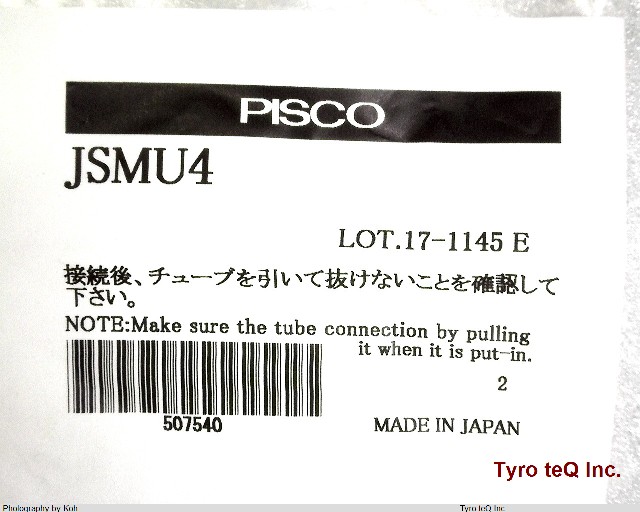 PISCO
JSMU4
LOT.17-1145 E
接続後、チューブを引いて抜けないことを確認して
下さい。
NOTE:Make sure the tube connection by pulling
it when it is put-in.
2
507540
MADE IN JAPAN
Tyro teQ Inc.
Photography by Koh
Tyro teQ Inc